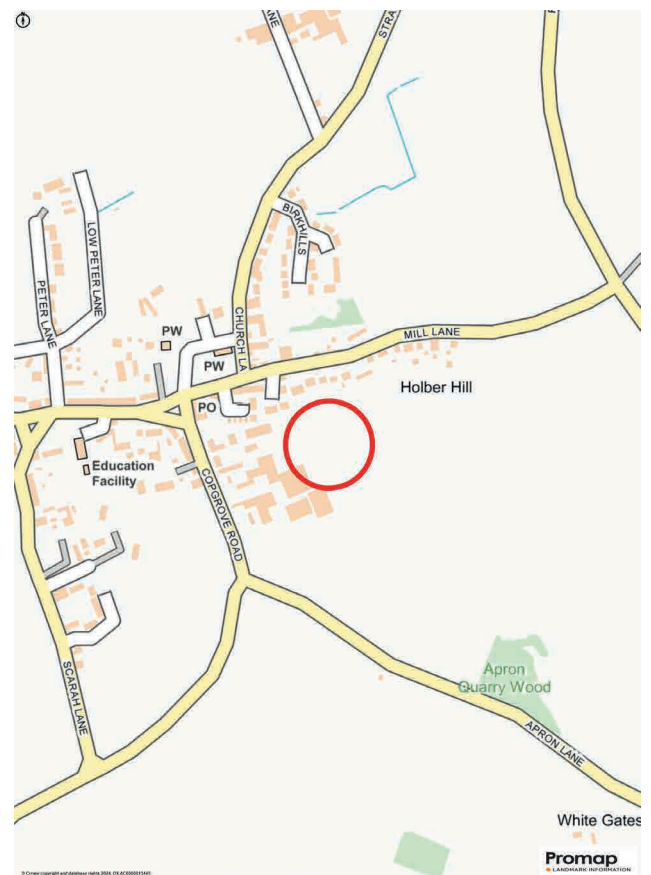 NE
STRA
BIRKHILLS
LOW PETER LANE
PETER LANE
CHURCH LA
PW
PW
MILL LANE
Holber Hill
PO
Education
Facility
COPGROVE ROAD
SCARAH LANE
Apron
Quarry Wood
APRON LANE
White Gates
Promap
LANDMARK INFORMATION